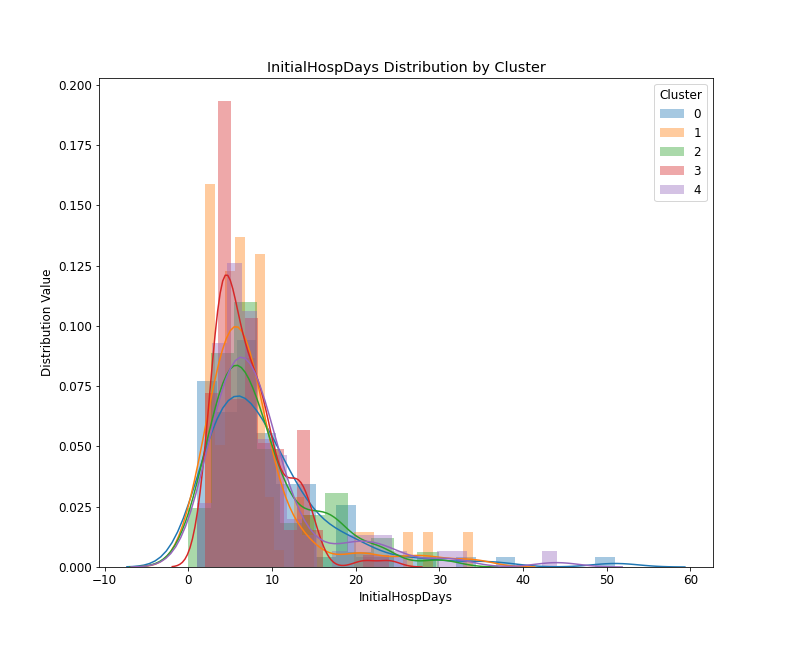 InitialHospDays Distribution by Cluster
Cluster
0
1
2
3
4
Distribution Value
0.200
0.175
0.150
0.125
0.100
0.075
0.050
0.025
0.000
−10 0 10 20 30 40 50 60
InitialHospDays